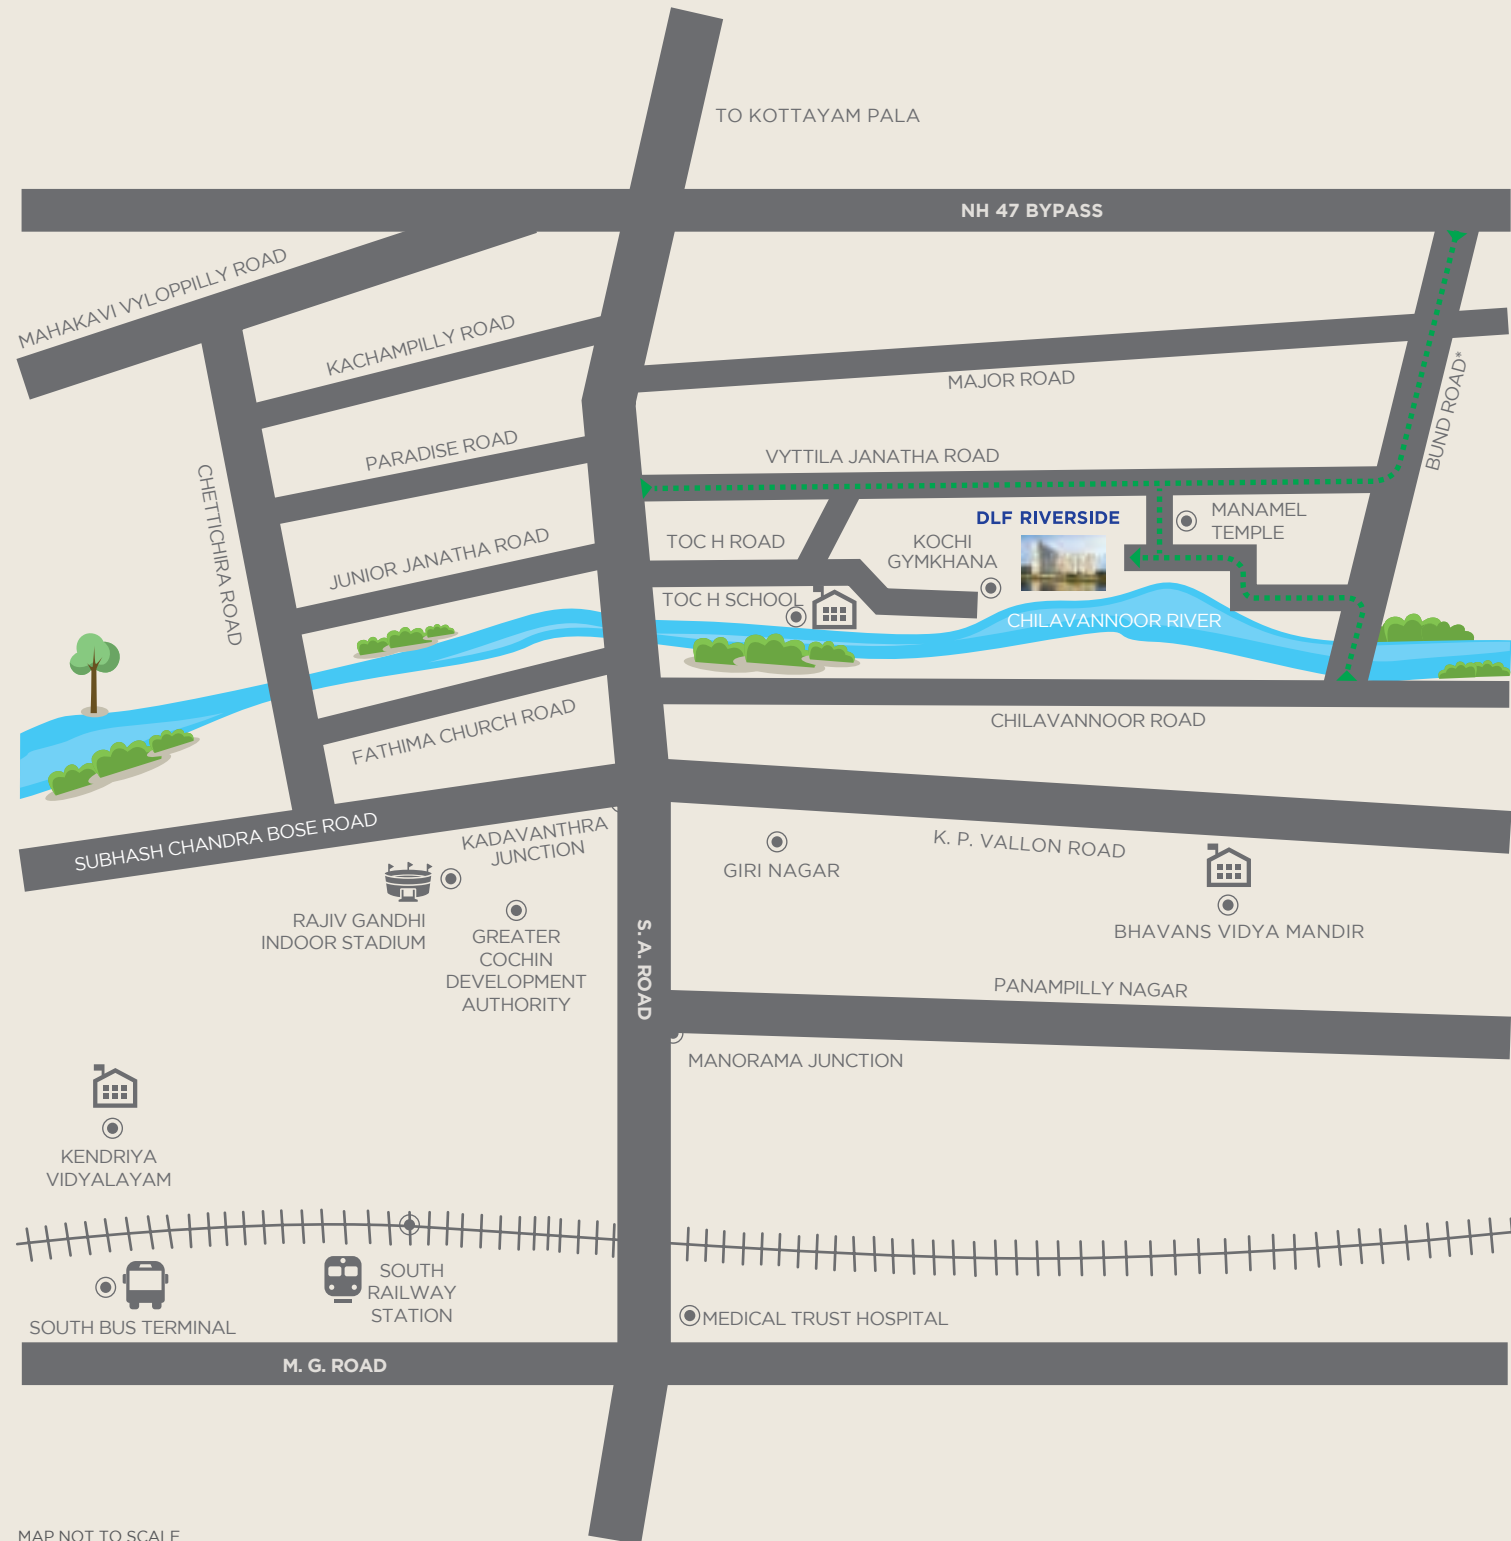 TO KOTTAYAM PALA
NH 47 BYPASS
MAHAKAVI VYLOPPILLY ROAD
KACHAMPILLY ROAD
MAJOR ROAD
BUND ROAD*
PARADISE ROAD
VYTTILA JANATHA ROAD
CHETTICHIRA ROAD
MANAMEL
TEMPLE
DLF RIVERSIDE
JUNIOR JANATHA ROAD
TOC H ROAD
KOCHI
GYMKHANA
TOC H SCHOOL
CHILAVANNOOR RIVER
FATHIMA CHURCH ROAD
CHILAVANNOOR ROAD
SUBHASH CHANDRA BOSE ROAD
KADAVANTHRA
JUNCTION
K. P. VALLON ROAD
GIRI NAGAR
RAJIV GANDHI
INDOOR STADIUM
GREATER
COCHIN
DEVELOPMENT
AUTHORITY
S. A. ROAD
BHAVANS VIDYA MANDIR
PANAMPILLY NAGAR
MANORAMA JUNCTION
KENDRIYA
VIDYALAYAM
SOUTH
RAILWAY
STATION
SOUTH BUS TERMINAL
MEDICAL TRUST HOSPITAL
M. G. ROAD
MAP NOT TO SCALE